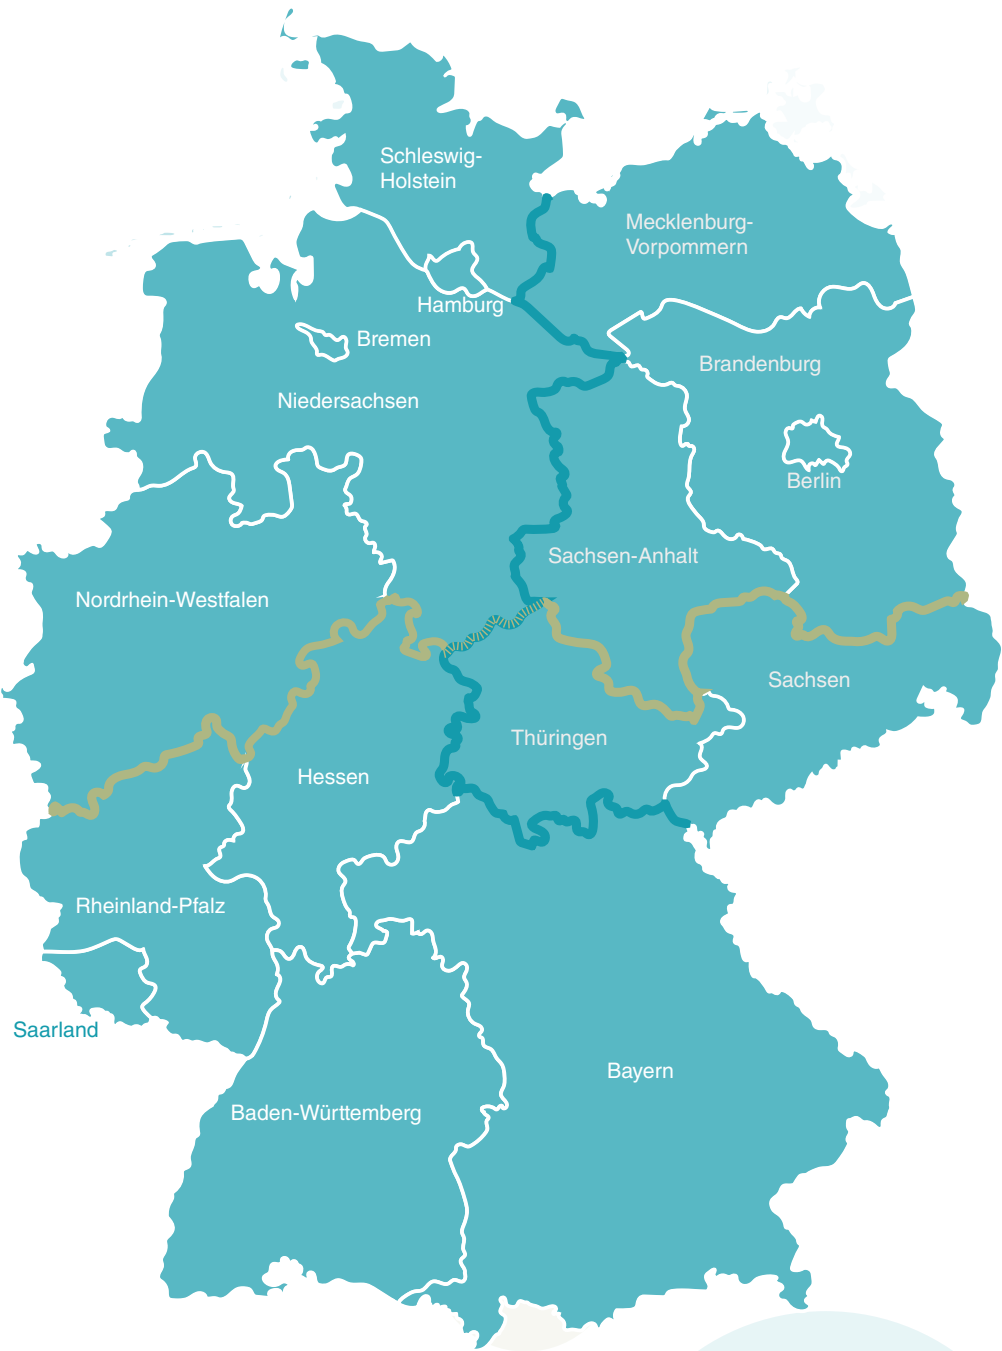 Schleswig-
Holstein
Mecklenburg-
Vorpommern
Hamburg
Bremen
Brandenburg
Niedersachsen
Berlin
Sachsen-Anhalt
Nordrhein-Westfalen
Sachsen
Thüringen
Hessen
Rheinland-Pfalz
Saarland
Bayern
Baden-Württemberg